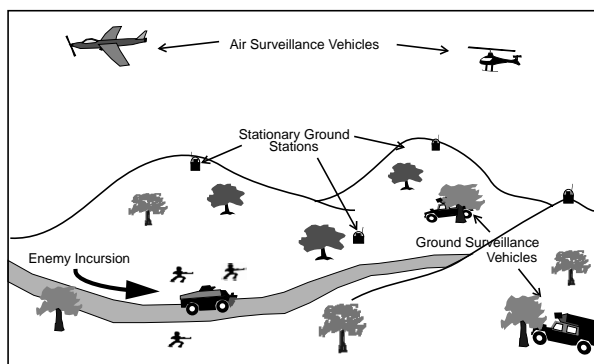 Air Surveillance Vehicles
Stationary Ground
Stations
Enemy Incursion
Ground Surveillance
Vehicles